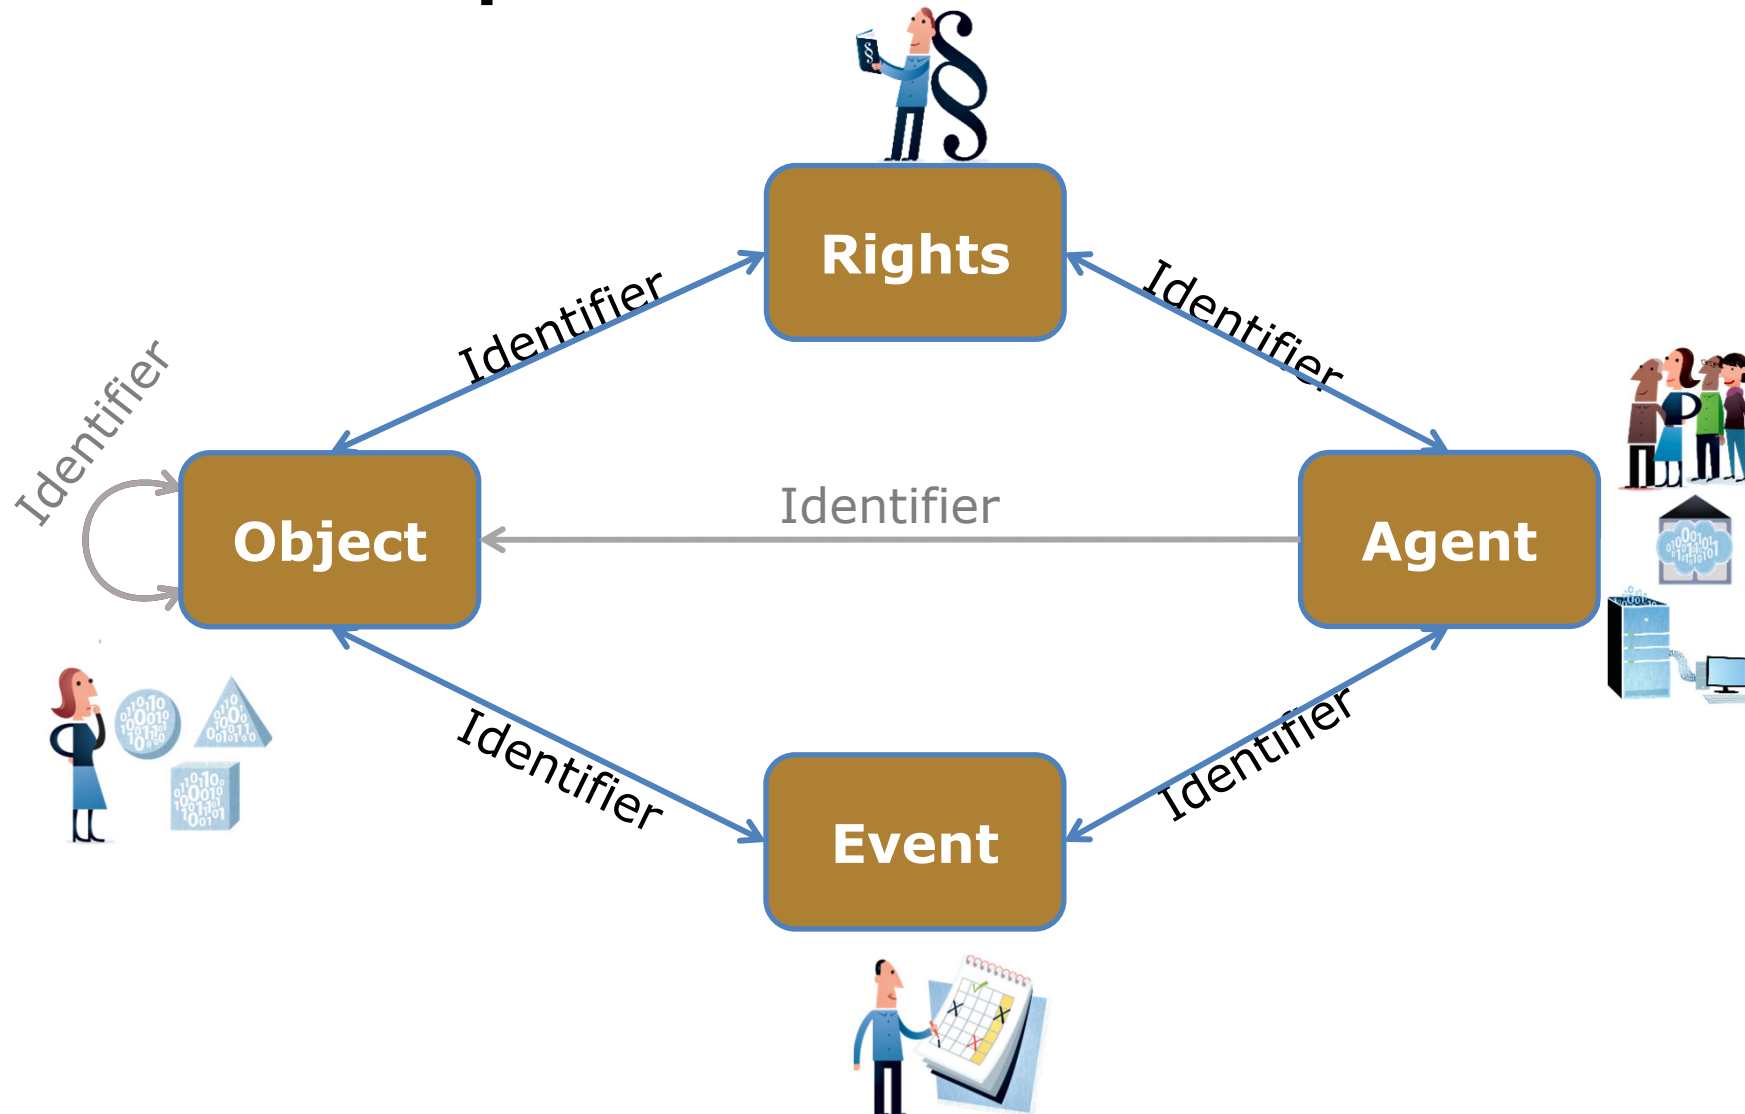 §
§
Rights
Identifier
Identifier
Identifier
Identifier
Object
Agent
Identifier
Identifier
Event